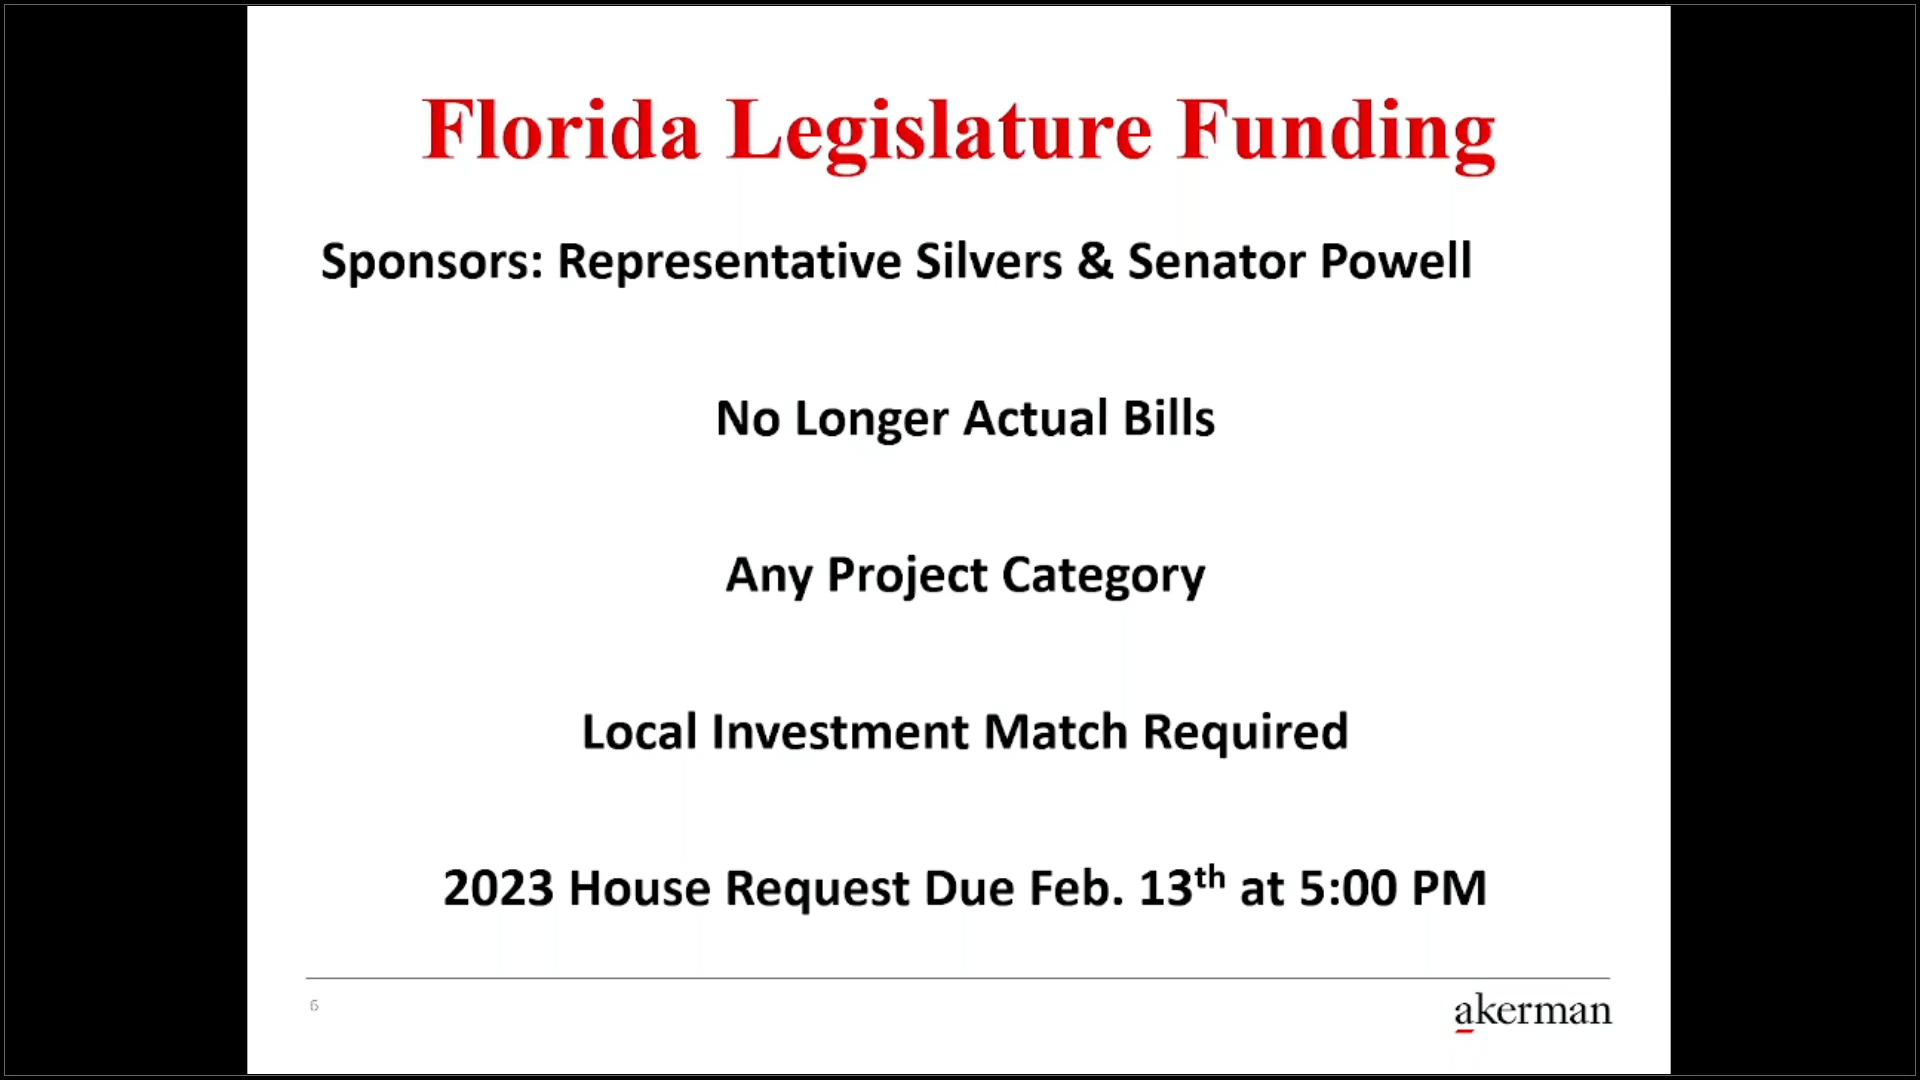 Florida Legislature Funding
Sponsors: Representative Silvers & Senator Powell
No Longer Actual Bills
Any Project Category
Local Investment Match Required
2023 House Request Due Feb. 13th at 5:00 PM
6
akerman